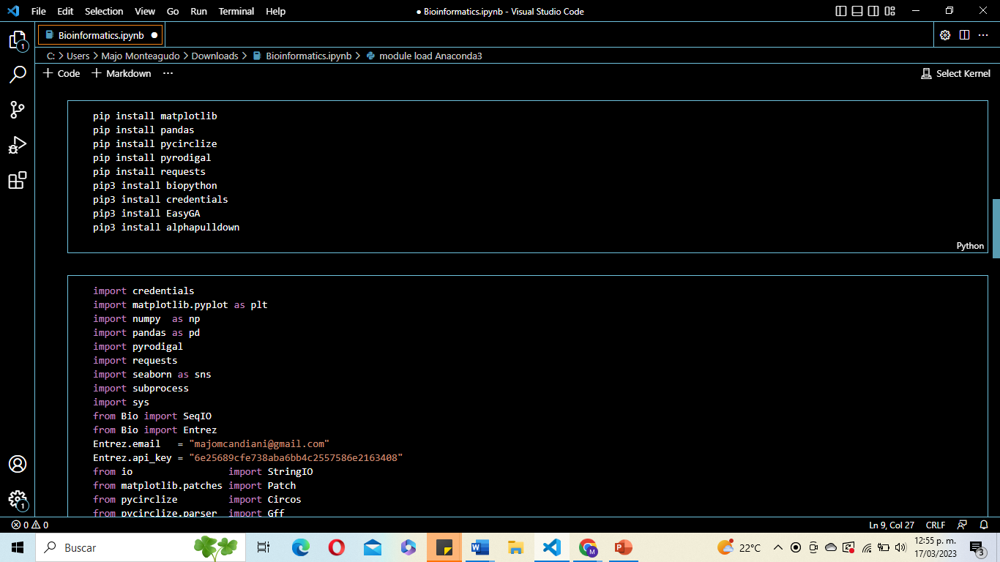 File Edit Selection View Go Run Terminal Help
● Bioinformatics.ipynb - Visual Studio Code
1
Bioinformatics.ipynb ●
C: > Users > Majo Monteagudo > Downloads > Bioinformatics.ipynb > module load Anaconda3
+ Code + Markdown ···
Select Kernel
pip install matplotlib
pip install pandas
pip install pycirclize
pip install pyrodigal
pip install requests
pip3 install biopython
pip3 install credentials
pip3 install EasyGA
pip3 install alphapulldown
Python
import credentials
import matplotlib.pyplot as plt
import numpy  as np
import pandas as pd
import pyrodigal
import requests
import seaborn as sns
import subprocess
import sys
from Bio import SeqIO
from Bio import Entrez
Entrez.email   = "majomcandiani@gmail.com"
Entrez.api_key = "6e25689cfe738aba6bb4c2557586e2163408"
from io                 import StringIO
from matplotlib.patches import Patch
from pycirclize         import Circos
from pycirclize.parser  import Gff
1
0 0
Ln 9, Col 27 CRLF
Buscar
22°C
12:55 p. m.
17/03/2023
3